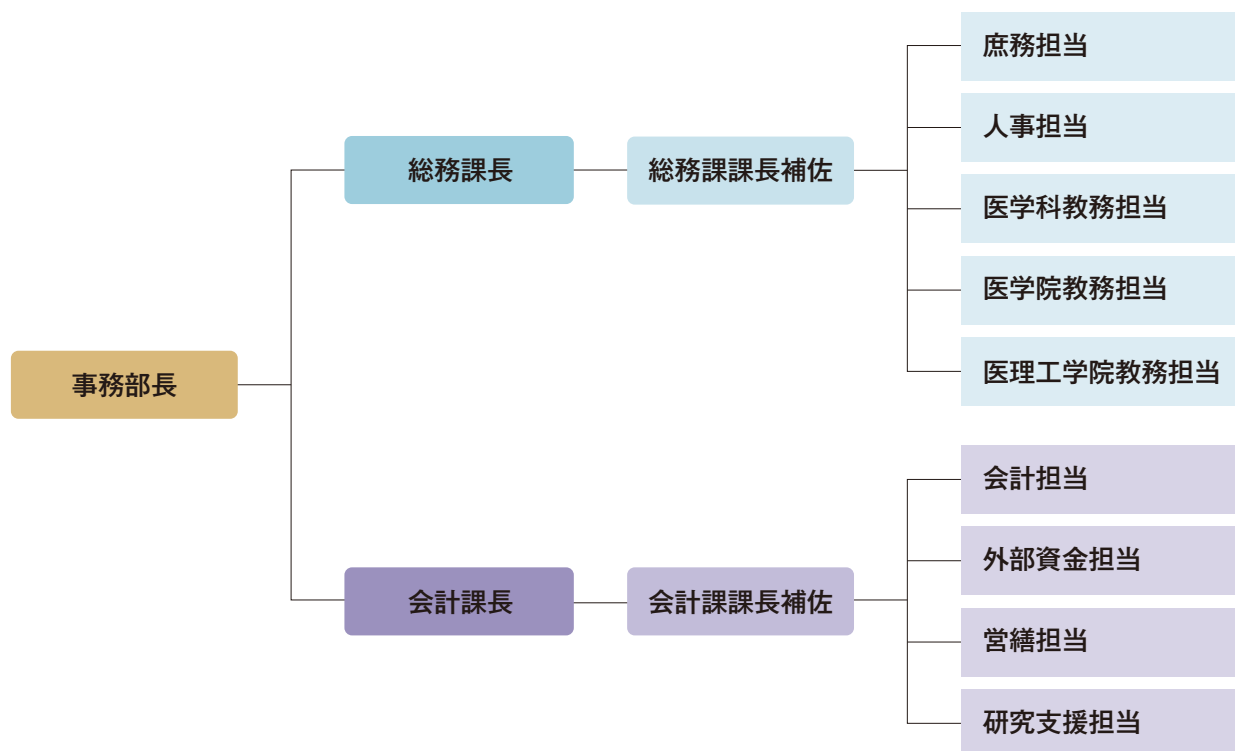 事務部長
総務課長
総務課課長補佐
庶務担当
人事担当
医学科教務担当
医学院教務担当
医理工学院教務担当
会計課長
会計課課長補佐
会計担当
外部資金担当
営繕担当
研究支援担当